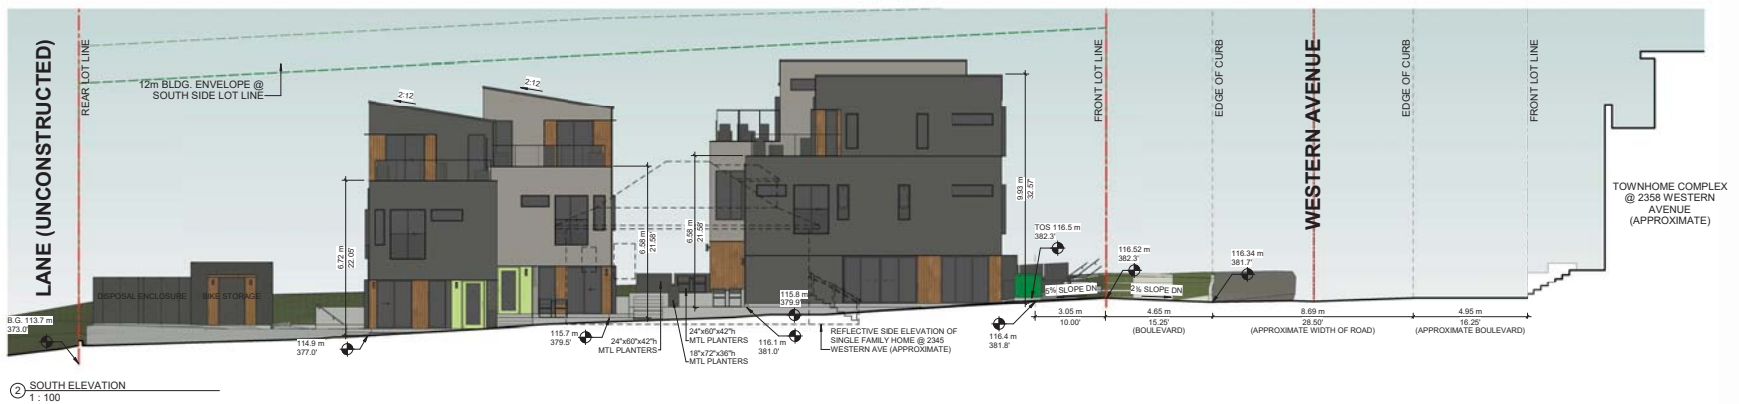 LANE (UNCONSTRUCTED)
REAR LOT LINE
12m BLDG. ENVELOPE @
SOUTH SIDE LOT LINE
2:12
2:12
6.72 m
22.05'
6.58 m
21.58'
6.58 m
21.58'
9.93 m
32.57'
FRONT LOT LINE
EDGE OF CURB
WESTERN AVENUE
EDGE OF CURB
FRONT LOT LINE
TOWNHOME COMPLEX
@ 2358 WESTERN
AVENUE
(APPROXIMATE)
TOS 116.5 m
382.3'
116.52 m
382.3'
116.34 m
381.7'
5% SLOPE DN
2% SLOPE DN
DISPOSAL ENCLOSURE
BIKE STORAGE
B.G. 113.7 m
373.0'
114.9 m
377.0'
115.7 m
379.5'
24"x60"x42"h
MTL PLANTERS
24"x60"x42"h
MTL PLANTERS
18"x72"x36"h
MTL PLANTERS
115.8 m
379.9'
116.1 m
381.0'
REFLECTIVE SIDE ELEVATION OF
SINGLE FAMILY HOME @ 2345
WESTERN AVE (APPROXIMATE)
116.4 m
381.8'
3.05 m
10.00'
4.65 m
15.25'
(BOULEVARD)
8.69 m
28.50'
(APPROXIMATE WIDTH OF ROAD)
4.95 m
16.25'
(APPROXIMATE BOULEVARD)
2 SOUTH ELEVATION
1 : 100